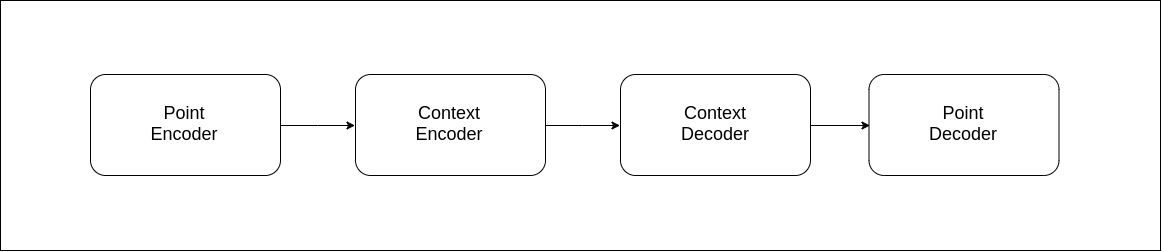 Point
Encoder
Context
Encoder
Context
Decoder
Point
Decoder